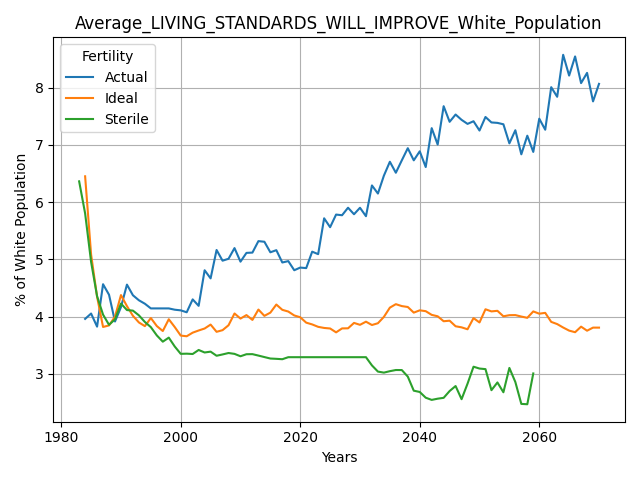 Average_LIVING_STANDARDS_WILL_IMPROVE_White_Population
Fertility
Actual
Ideal
Sterile
% of White Population
8
7
6
5
4
3
1980 2000 2020 2040 2060
Years